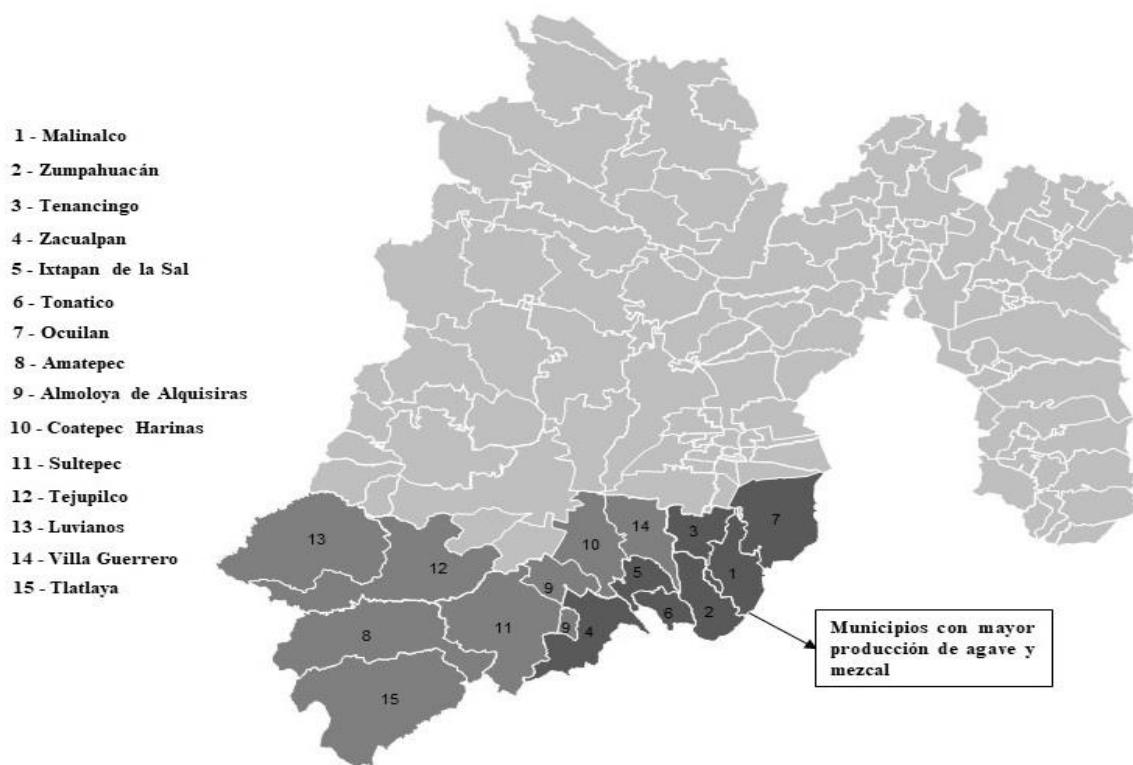 1 - Malinalco
2 - Zumpahuacán
3 - Tenancingo
4 - Zacualpan
5 - Ixtapan de la Sal
6 - Tonatico
7 - Ocuilan
8 - Amatepec
9 - Almoloya de Alquisiras
10 - Coatepec Harinas
11 - Sultepec
12 - Tejupilco
13 - Luvianos
14 - Villa Guerrero
15 - Tlatlaya
7
14
3
13
10
12
5
1
9
6
2
11
9
4
8
15
Municipios con mayor
producción de agave y
mezcal